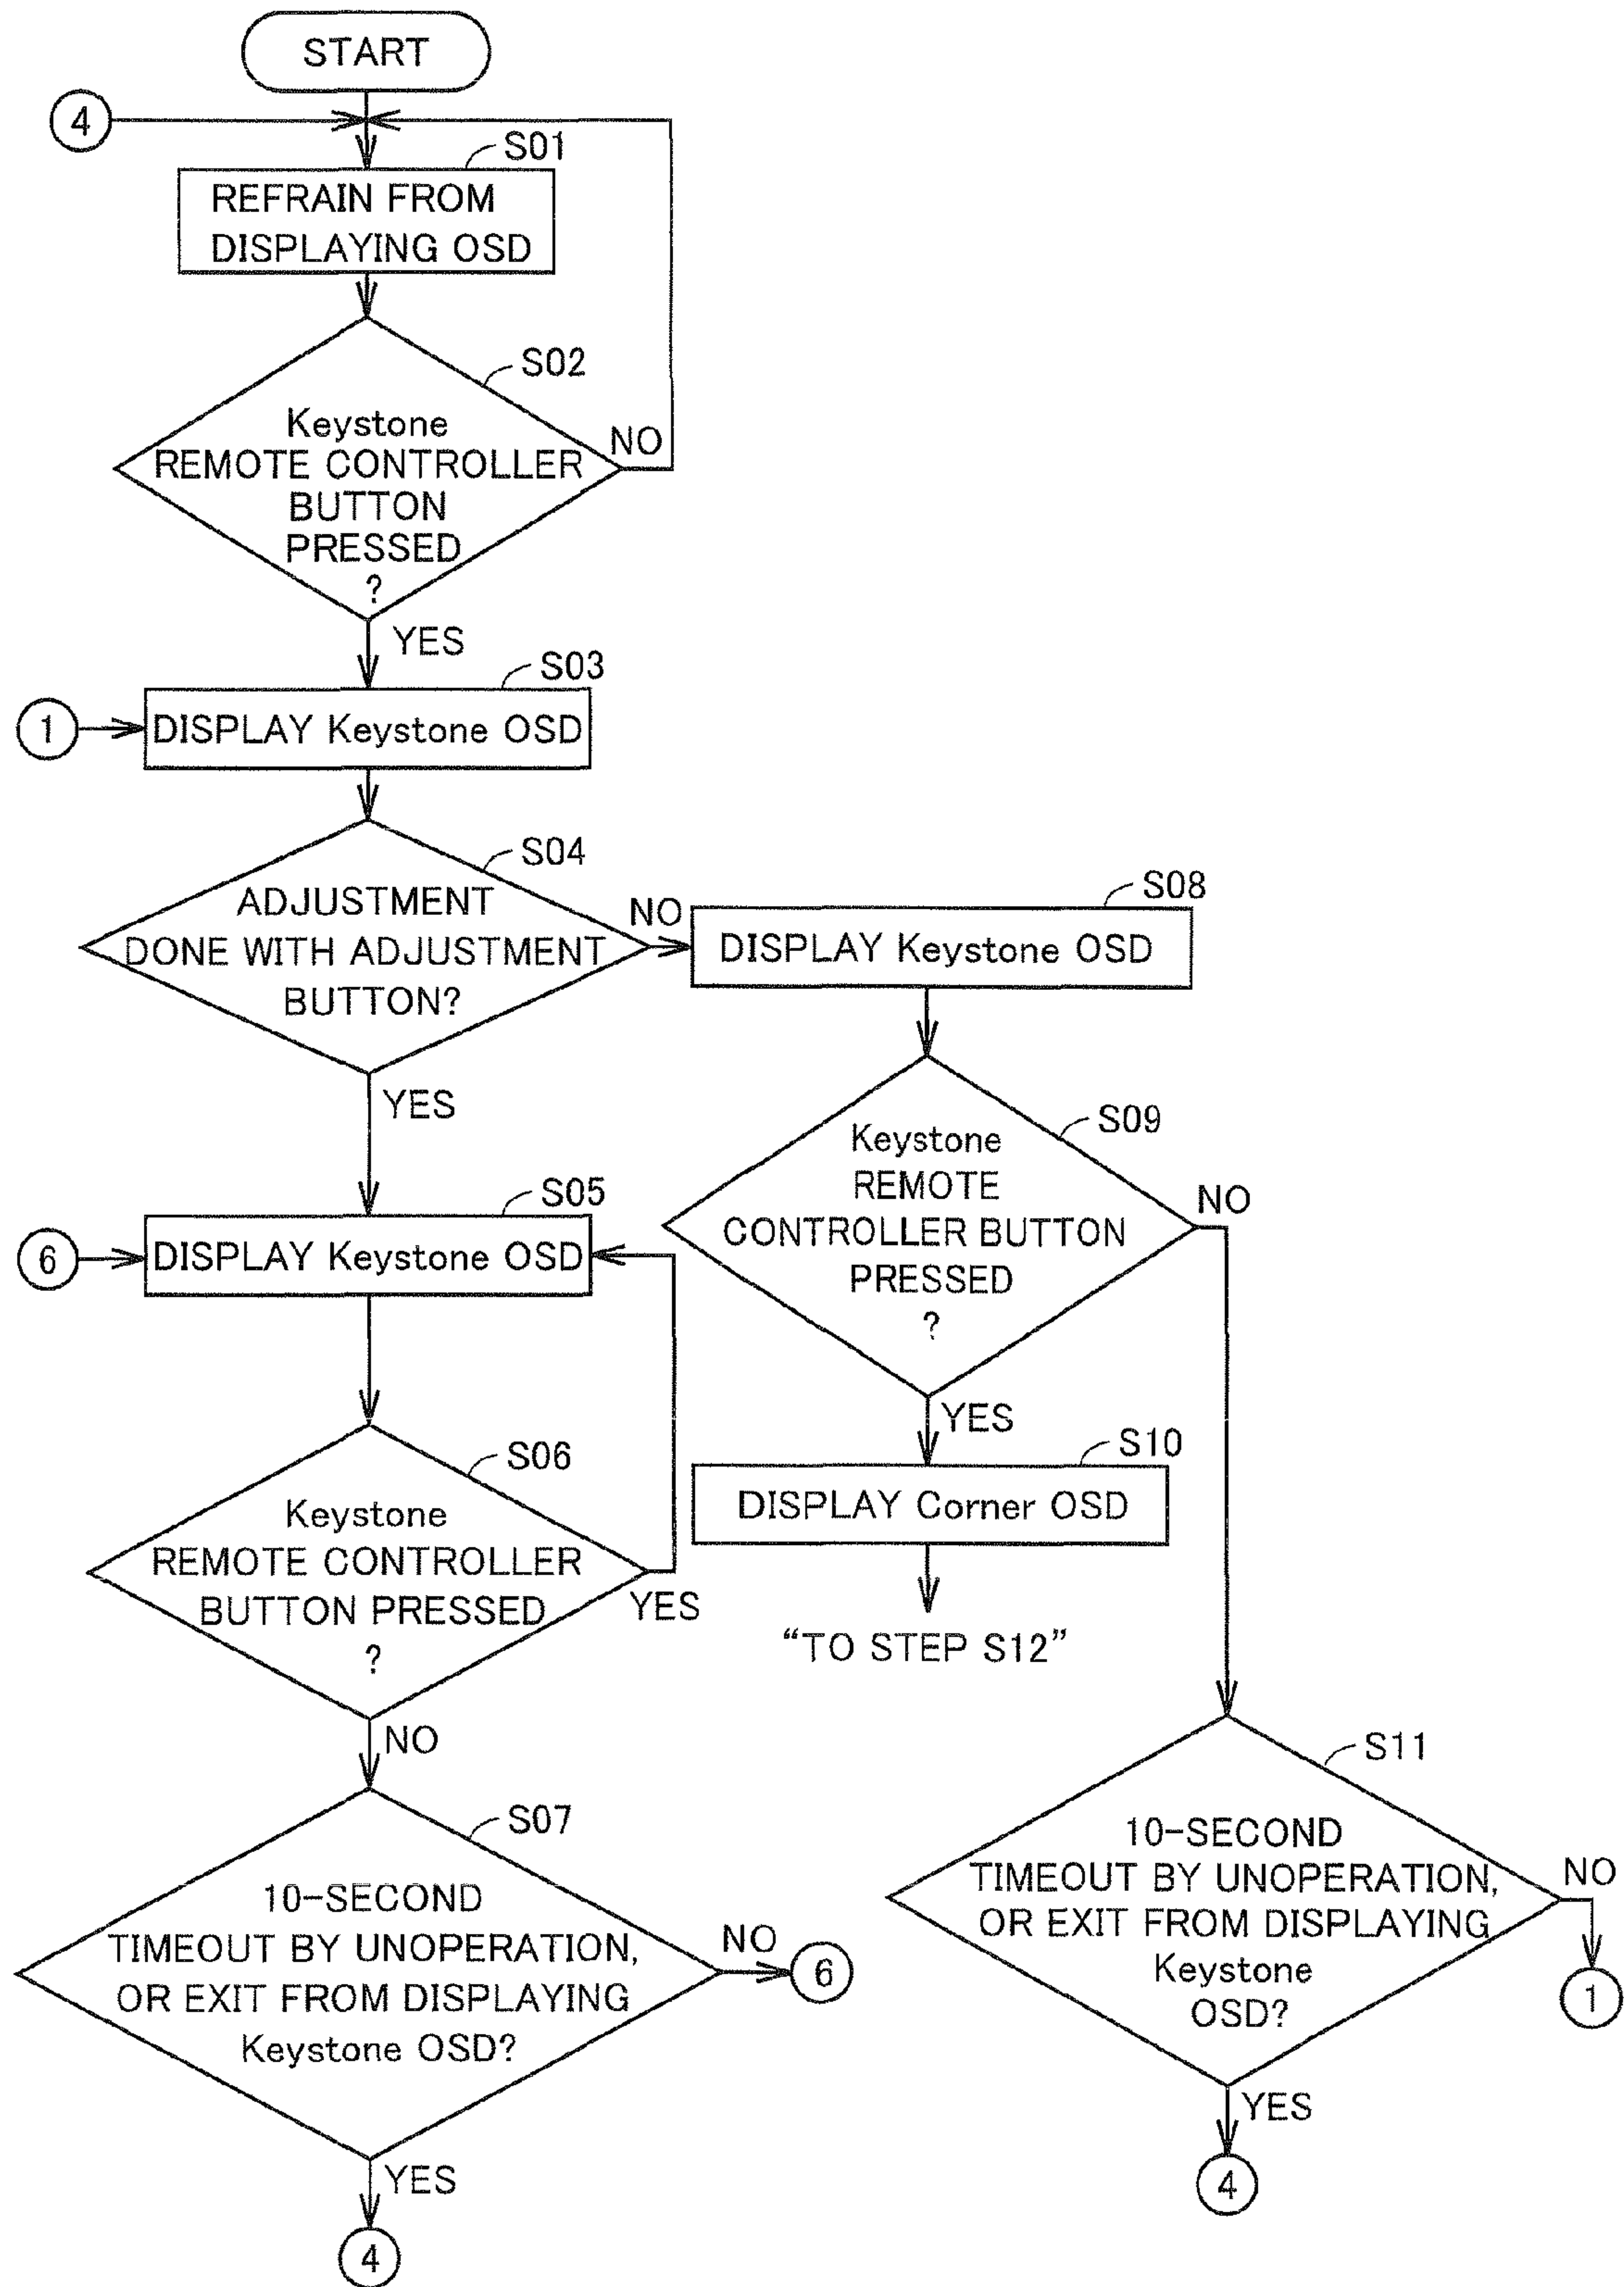 START
4
S01
REFRAIN FROM
DISPLAYING OSD
S02
Keystone
REMOTE CONTROLLER
BUTTON
PRESSED
?
NO
YES
S03
1
DISPLAY Keystone OSD
S04
ADJUSTMENT
DONE WITH ADJUSTMENT
BUTTON?
NO
YES
S08
DISPLAY Keystone OSD
S09
Keystone
REMOTE
CONTROLLER BUTTON
PRESSED
?
NO
YES
S05
6
DISPLAY Keystone OSD
S10
DISPLAY Corner OSD
"TO STEP S12"
S06
Keystone
REMOTE CONTROLLER
BUTTON PRESSED
?
YES
NO
S07
10-SECOND
TIMEOUT BY UNOPERATION,
OR EXIT FROM DISPLAYING
Keystone OSD?
NO
6
YES
4
S11
10-SECOND
TIMEOUT BY UNOPERATION,
OR EXIT FROM DISPLAYING
Keystone
OSD?
NO
1
YES
4